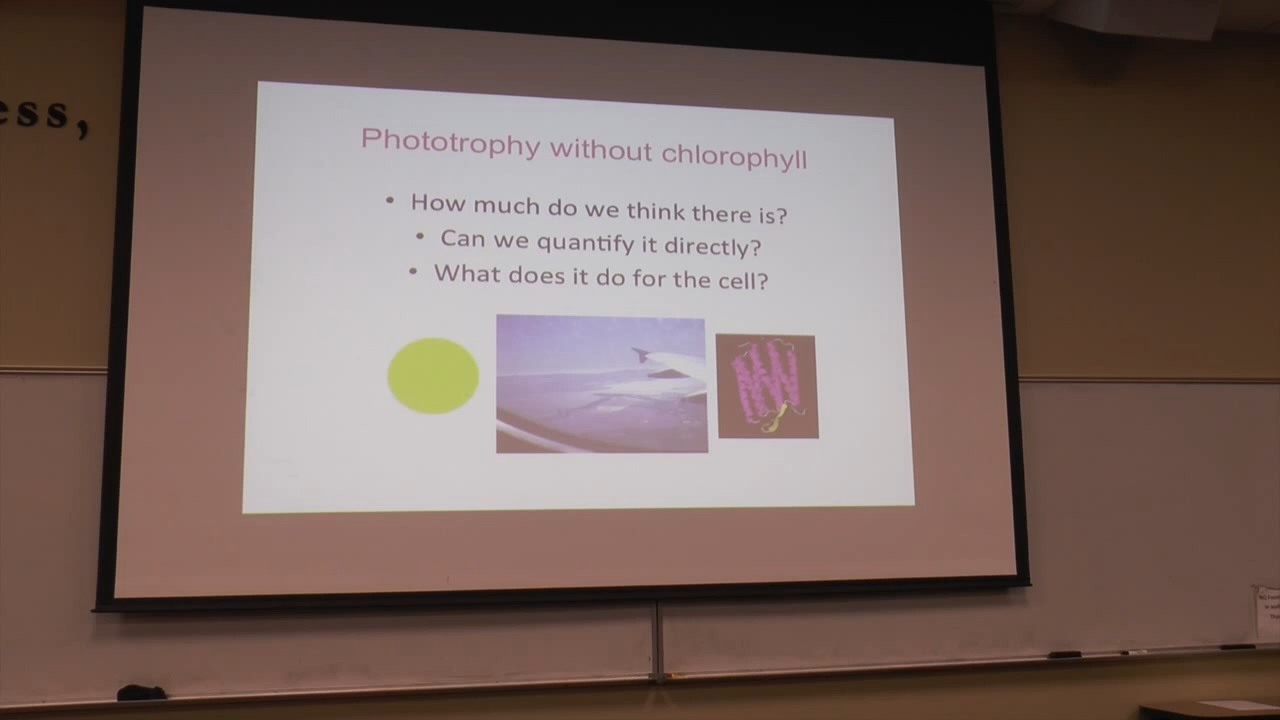 ess,
Phototrophy without chlorophyll
• How much do we think there is?
• Can we quantify it directly?
• What does it do for the cell?